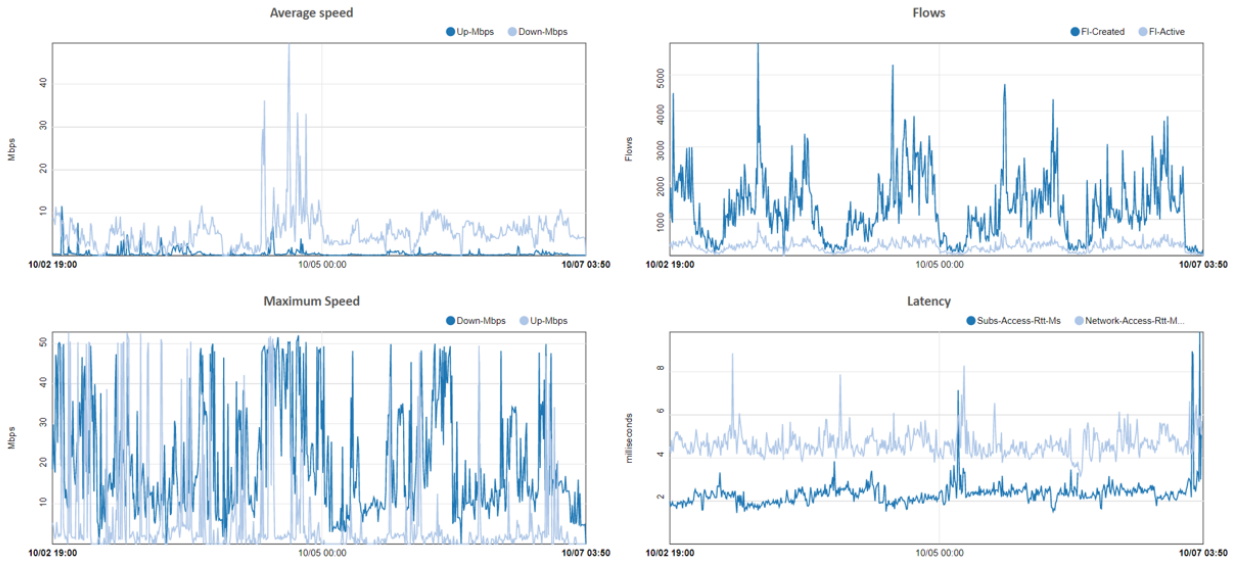 Average speed
Up-Mbps Down-Mbps
Mbps
40
30
20
10
10/02 19:00 10/05 00:00 10/07 03:50
Flows
Fl-Created Fl-Active
Flows
5000
4000
3000
2000
1000
10/02 19:00 10/05 00:00 10/07 03:50
Maximum Speed
Down-Mbps Up-Mbps
Mbps
50
40
30
20
10
10/02 19:00 10/05 00:00 10/07 03:50
Latency
Subs-Access-Rtt-Ms Network-Access-Rtt-M...
milliseconds
8
6
4
2
10/02 19:00 10/05 00:00 10/07 03:50